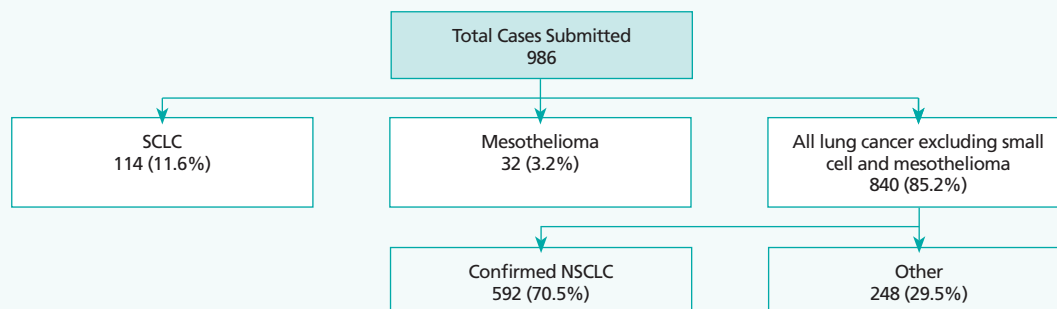 Total Cases Submitted
986
SCLC
114 (11.6%)
Mesothelioma
32 (3.2%)
All lung cancer excluding small
cell and mesothelioma
840 (85.2%)
Confirmed NSCLC
592 (70.5%)
Other
248 (29.5%)